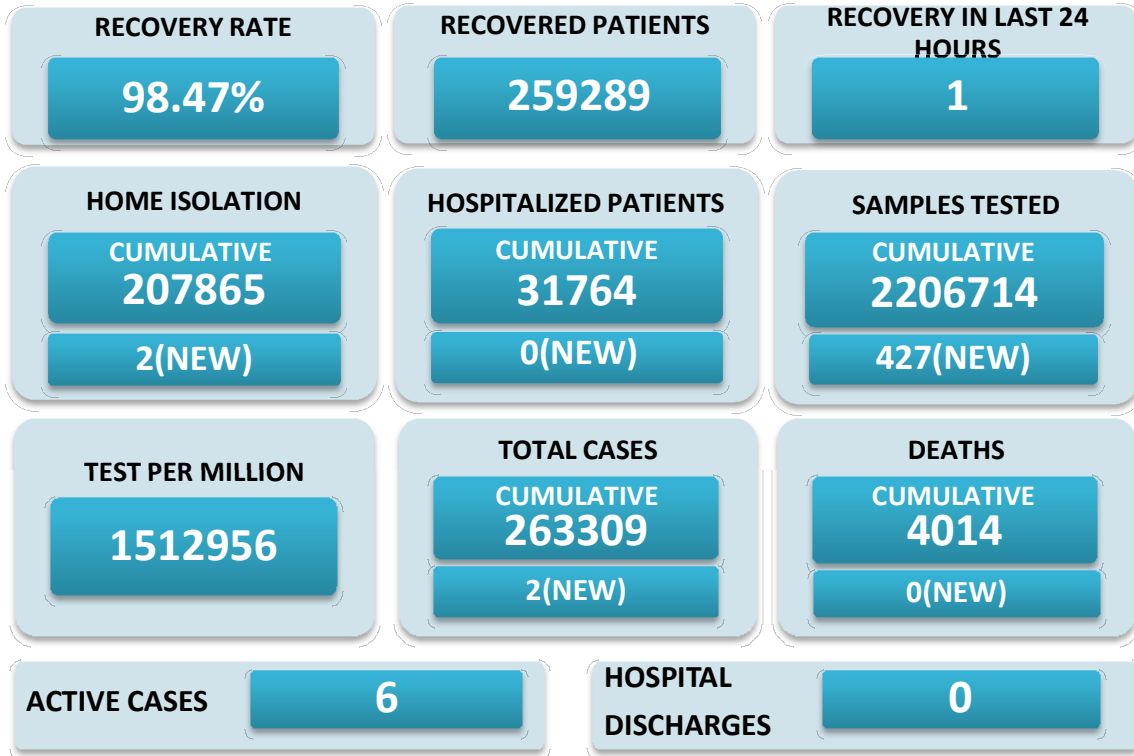 RECOVERY RATE
98.47%
RECOVERED PATIENTS
259289
RECOVERY IN LAST 24
HOURS
1
HOME ISOLATION
CUMULATIVE
207865
2(NEW)
HOSPITALIZED PATIENTS
CUMULATIVE
31764
0(NEW)
SAMPLES TESTED
CUMULATIVE
2206714
427(NEW)
TEST PER MILLION
1512956
TOTAL CASES
CUMULATIVE
263309
2(NEW)
DEATHS
CUMULATIVE
4014
0(NEW)
ACTIVE CASES
6
HOSPITAL
DISCHARGES
0